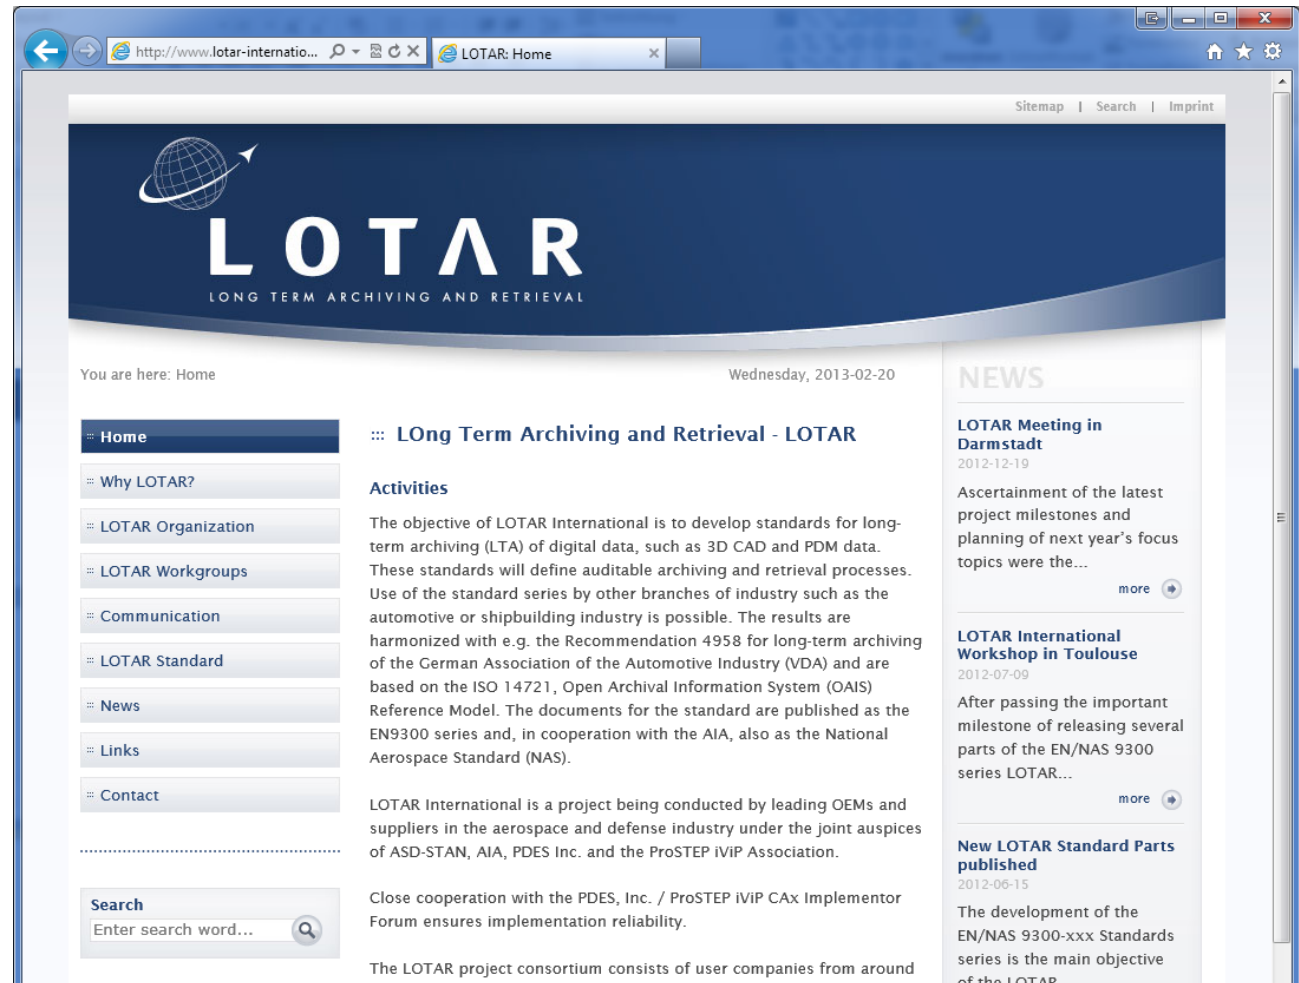 http://www.lotar-internatio...
LOTAR: Home
Sitemap | Search | Imprint
LOTAR
LONG TERM ARCHIVING AND RETRIEVAL
You are here: Home
Wednesday, 2013-02-20
Home
Why LOTAR?
LOTAR Organization
LOTAR Workgroups
Communication
LOTAR Standard
News
Links
Contact
Search
Enter search word...
::: LOng Term Archiving and Retrieval - LOTAR
Activities
The objective of LOTAR International is to develop standards for long-
term archiving (LTA) of digital data, such as 3D CAD and PDM data.
These standards will define auditable archiving and retrieval processes.
Use of the standard series by other branches of industry such as the
automotive or shipbuilding industry is possible. The results are
harmonized with e.g. the Recommendation 4958 for long-term archiving
of the German Association of the Automotive Industry (VDA) and are
based on the ISO 14721, Open Archival Information System (OAIS)
Reference Model. The documents for the standard are published as the
EN9300 series and, in cooperation with the AIA, also as the National
Aerospace Standard (NAS).
LOTAR International is a project being conducted by leading OEMs and
suppliers in the aerospace and defense industry under the joint auspices
of ASD-STAN, AIA, PDES Inc. and the ProSTEP iViP Association.
Close cooperation with the PDES, Inc. / ProSTEP iViP CAx Implementor
Forum ensures implementation reliability.
The LOTAR project consortium consists of user companies from around
NEWS
LOTAR Meeting in
Darmstadt
2012-12-19
Ascertainment of the latest
project milestones and
planning of next year's focus
topics were the...
more
LOTAR International
Workshop in Toulouse
2012-07-09
After passing the important
milestone of releasing several
parts of the EN/NAS 9300
series LOTAR...
more
New LOTAR Standard Parts
published
2012-06-15
The development of the
EN/NAS 9300-xxx Standards
series is the main objective
of the LOTAR